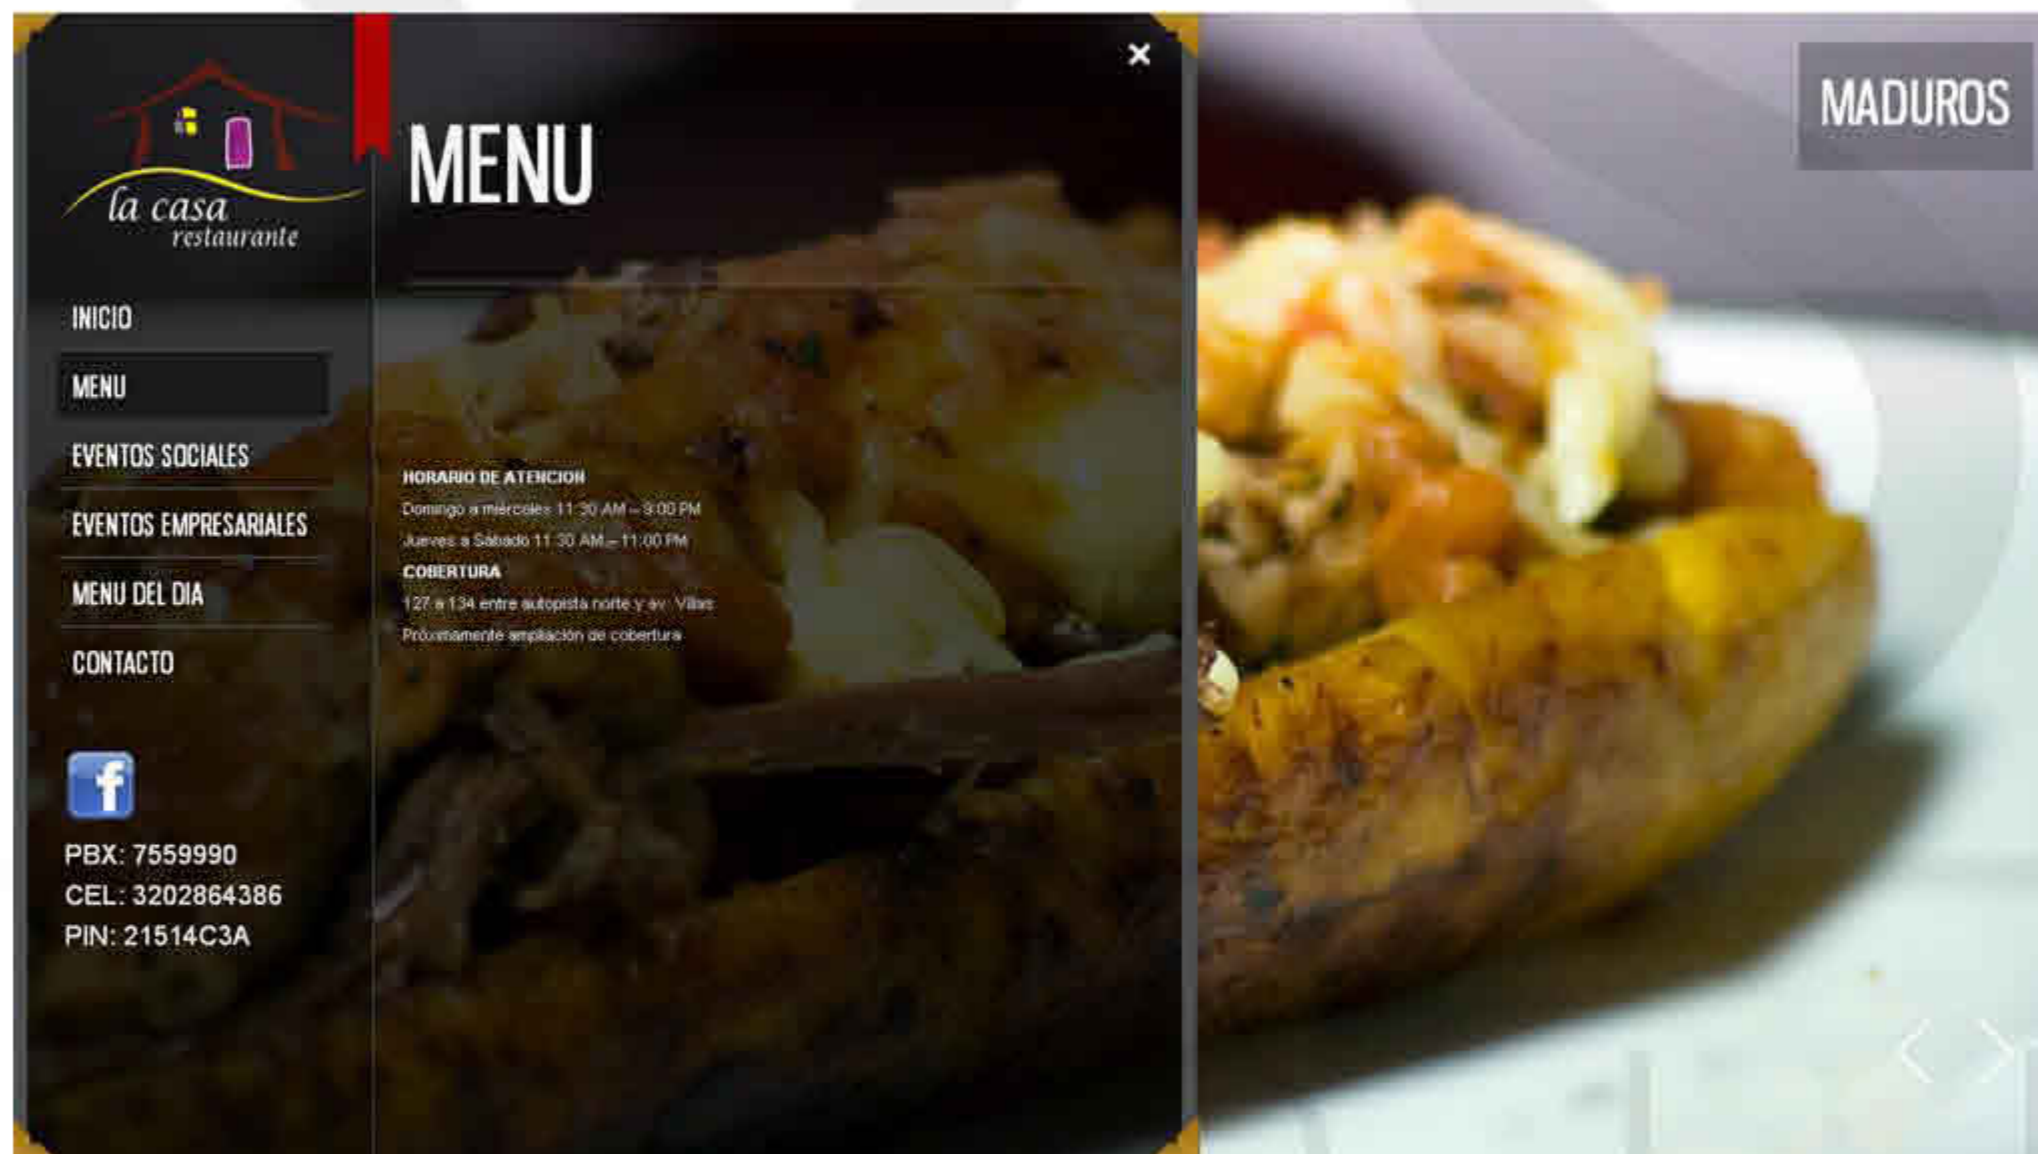 la casa
restaurante
INICIO
MENU
EVENTOS SOCIALES
EVENTOS EMPRESARIALES
MENU DEL DIA
CONTACTO
f
PBX: 7559990
CEL: 3202864386
PIN: 21514C3A
MENU
HORARIO DE ATENCION
Domingo a miércoles 11:30 AM – 9:00 PM
Jueves a Sábado 11:30 AM – 11:00 PM
COBERTURA
127 a 134 entre autopista norte y av. Villas
Próximamente ampliación de cobertura
MADUROS